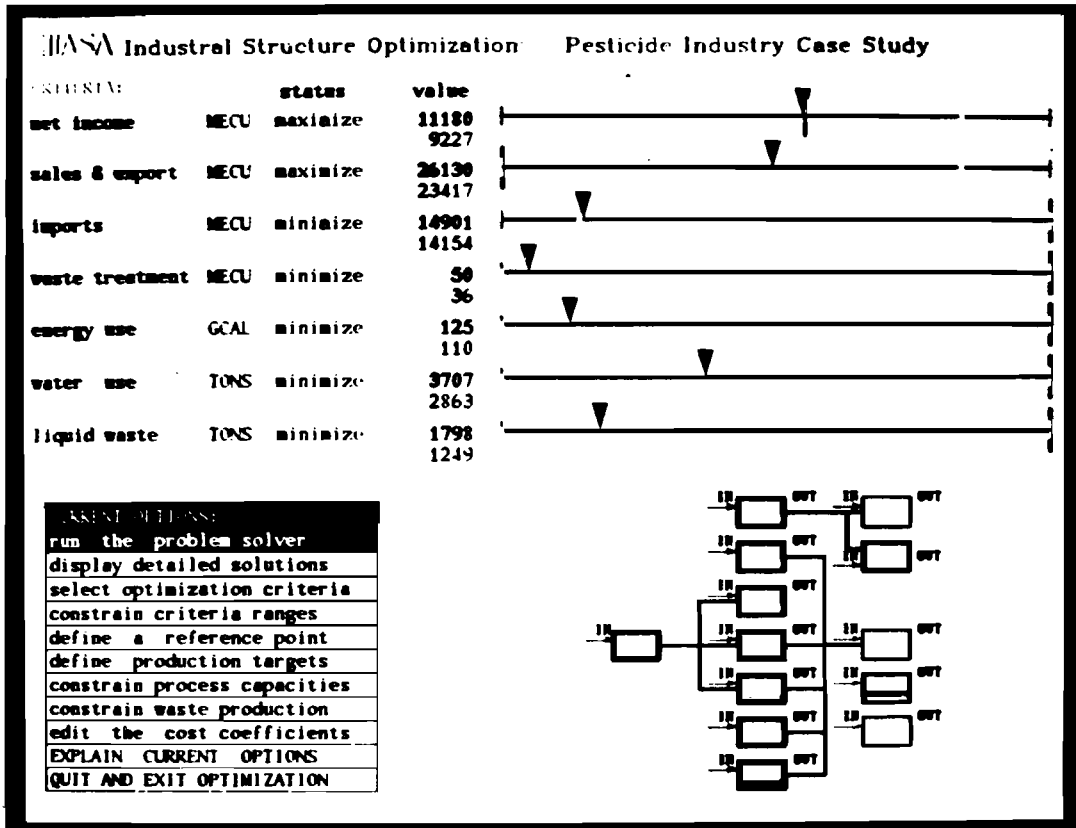 IIASA Industral Structure Optimization Pesticide Industry Case Study
CRITERIA: status value
net income MECU maximize 11180
9227
sales & export MECU maximize 26130
23417
imports MECU minimize 14901
14154
waste treatment MECU minimize 50
36
energy use GCAL minimize 125
110
water use TONS minimize 3707
2863
liquid waste TONS minimize 1798
1249
CURRENT OPTIONS:
run the problem solver
display detailed solutions
select optimization criteria
constrain criteria ranges
define a reference point
define production targets
constrain process capacities
constrain waste production
edit the cost coefficients
EXPLAIN CURRENT OPTIONS
QUIT AND EXIT OPTIMIZATION
IN OUT IN OUT
IN OUT IN OUT
IN OUT
IN IN OUT IN OUT
IN OUT IN OUT
IN OUT IN OUT
IN OUT